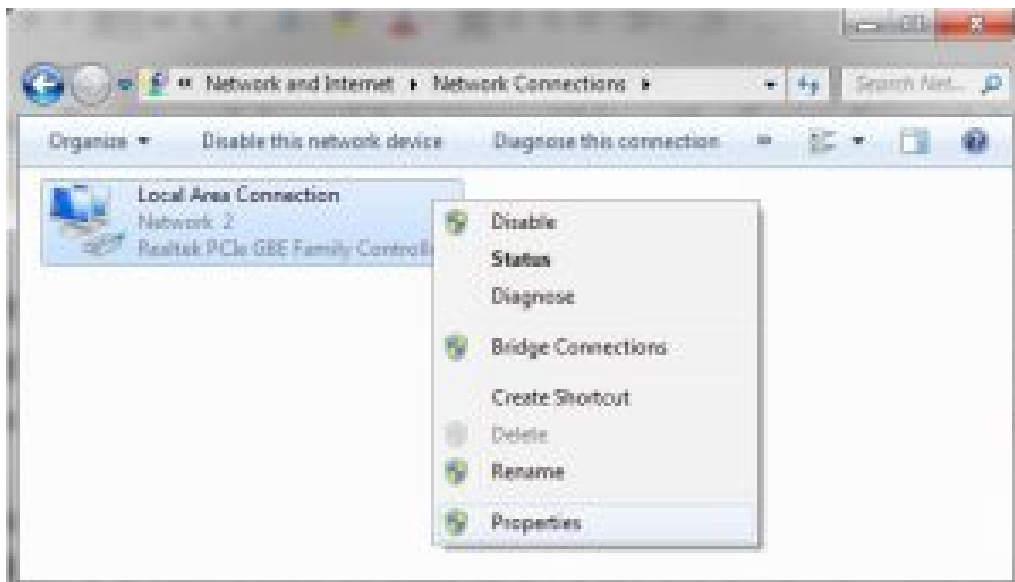 Network and Internet ▸ Network Connections ▸
Search Net...
Organize
Disable this network device
Diagnose this connection
»
Local Area Connection
Network 2
Realtek PCIe GBE Family Controlle
Disable
Status
Diagnose
Bridge Connections
Create Shortcut
Delete
Rename
Properties